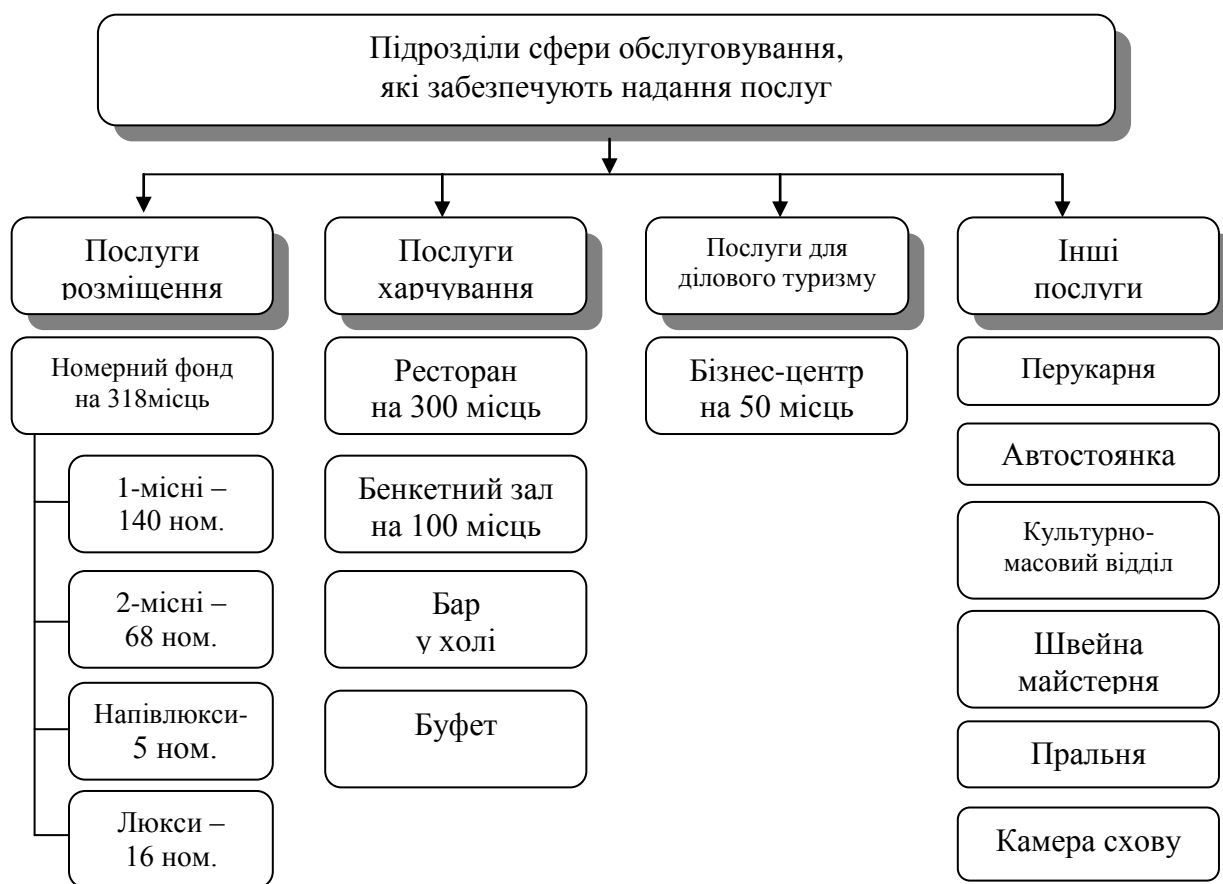 Підрозділи сфери обслуговування,
які забезпечують надання послуг
Послуги
розміщення
Номерний фонд
на 318місць
1-місні –
140 ном.
2-місні –
68 ном.
Напівлюкси-
5 ном.
Люкси –
16 ном.
Послуги
харчування
Ресторан
на 300 місць
Бенкетний зал
на 100 місць
Бар
у холі
Буфет
Послуги для
ділового туризму
Бізнес-центр
на 50 місць
Інші
послуги
Перукарня
Автостоянка
Культурно-
масовий відділ
Швейна
майстерня
Пральня
Камера схову